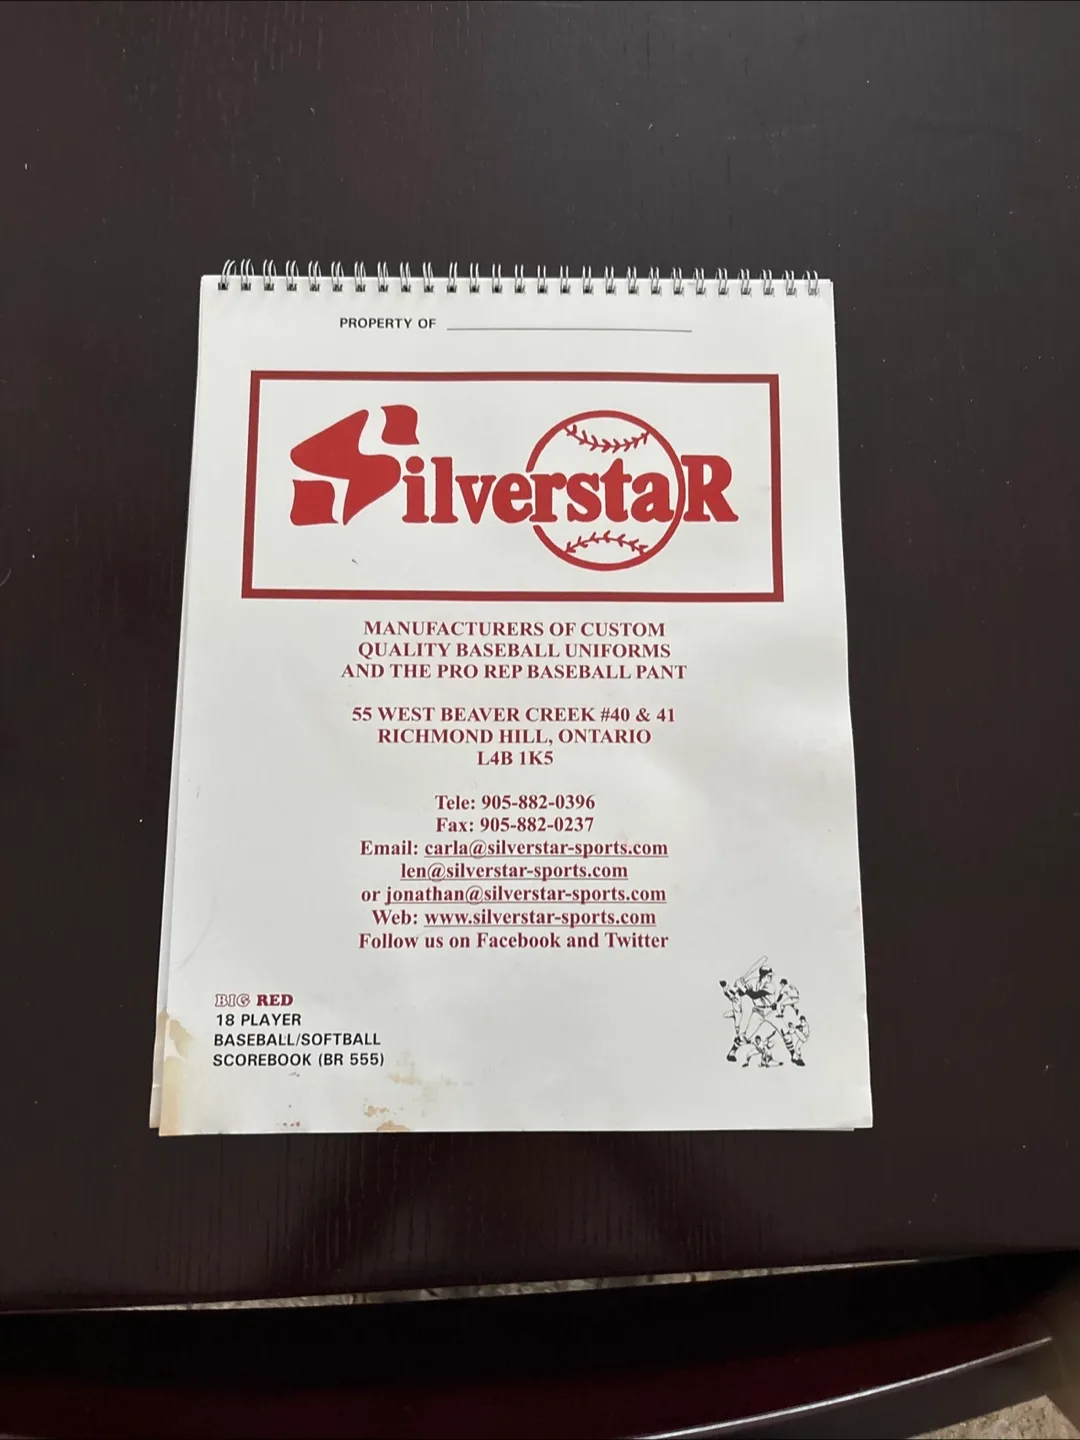 PROPERTY OF
SilverstaR
MANUFACTURERS OF CUSTOM
QUALITY BASEBALL UNIFORMS
AND THE PRO REP BASEBALL PANT
55 WEST BEAVER CREEK #40 & 41
RICHMOND HILL, ONTARIO
L4B 1K5
Tele: 905-882-0396
Fax: 905-882-0237
Email: carla@silverstar-sports.com
len@silverstar-sports.com
or jonathan@silverstar-sports.com
Web: www.silverstar-sports.com
Follow us on Facebook and Twitter
BIG RED
18 PLAYER
BASEBALL/SOFTBALL
SCOREBOOK (BR 555)